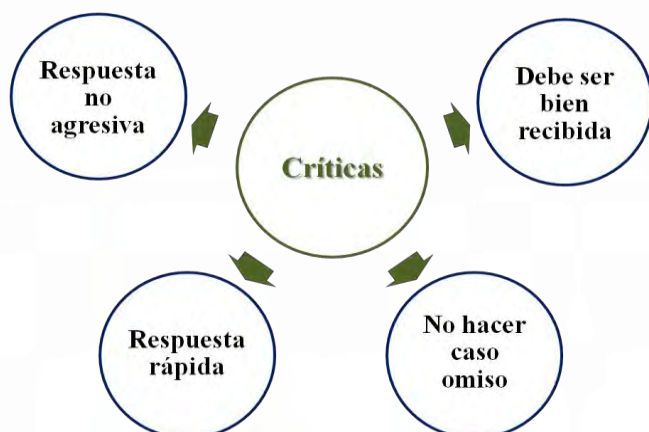 Respuesta
no
agresiva
Críticas
Debe ser
bien
recibida
Respuesta
rápida
No hacer
caso
omiso